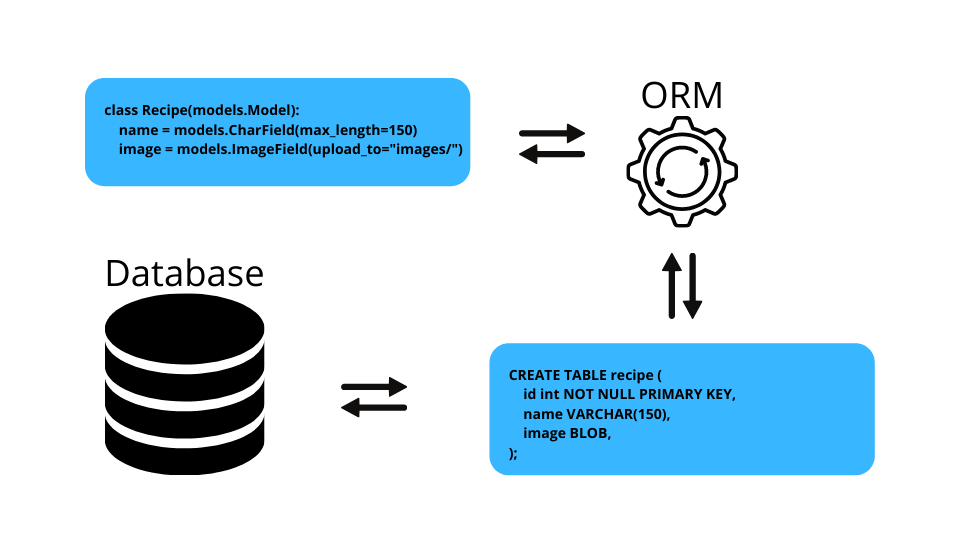 class Recipe(models.Model):
    name = models.CharField(max_length=150)
    image = models.ImageField(upload_to="images/")
ORM
Database
CREATE TABLE recipe (
    id int NOT NULL PRIMARY KEY,
    name VARCHAR(150),
    image BLOB,
);